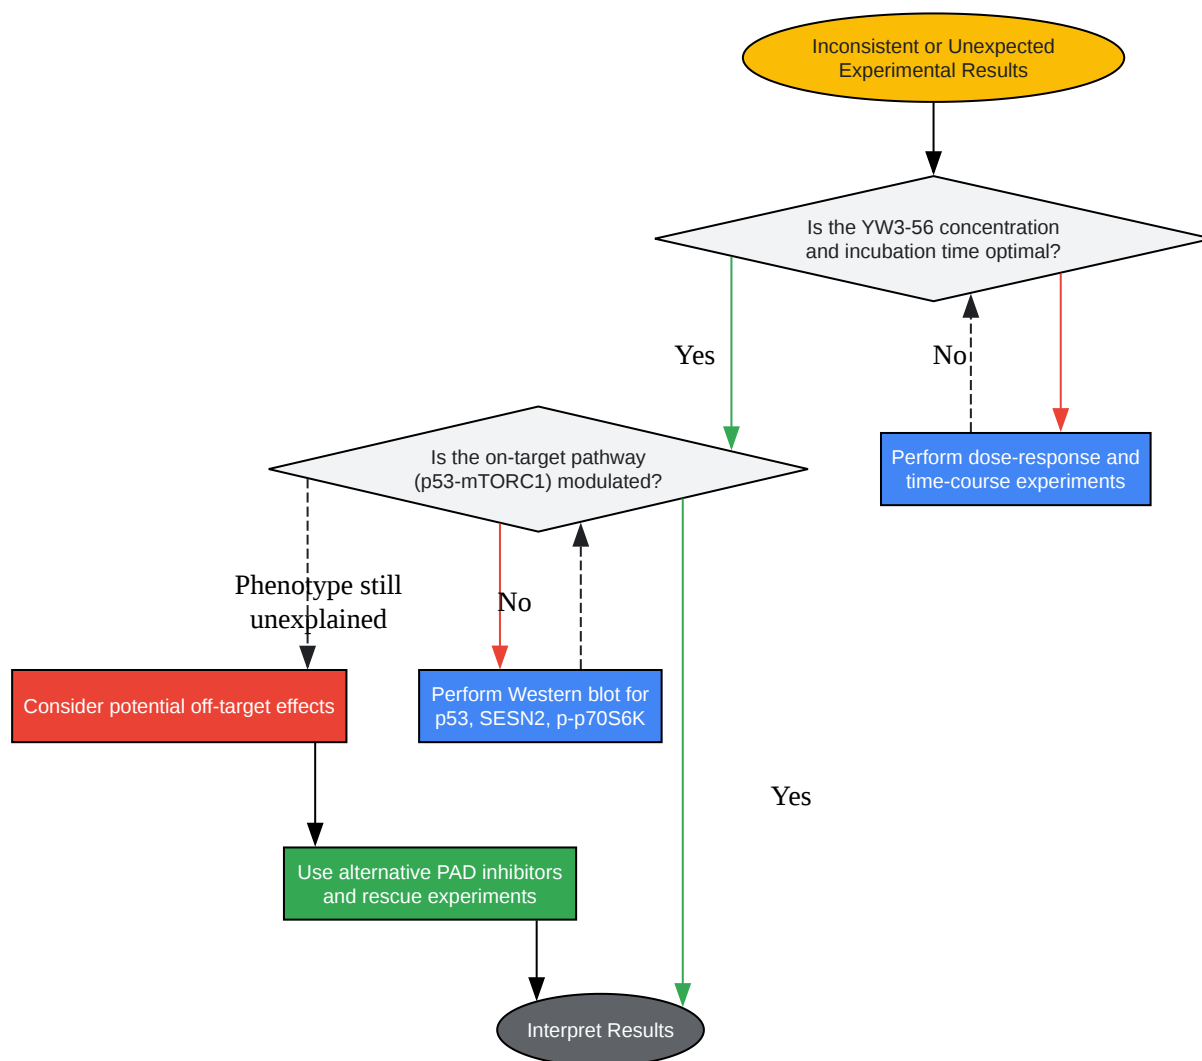 Inconsistent or Unexpected
Experimental Results
Is the YW3-56 concentration
and incubation time optimal?
Yes
No
Is the on-target pathway
(p53-mTORC1) modulated?
Perform dose-response and
time-course experiments
Phenotype still
unexplained
No
Consider potential off-target effects
Perform Western blot for
p53, SESN2, p-p70S6K
Yes
Use alternative PAD inhibitors
and rescue experiments
Interpret Results